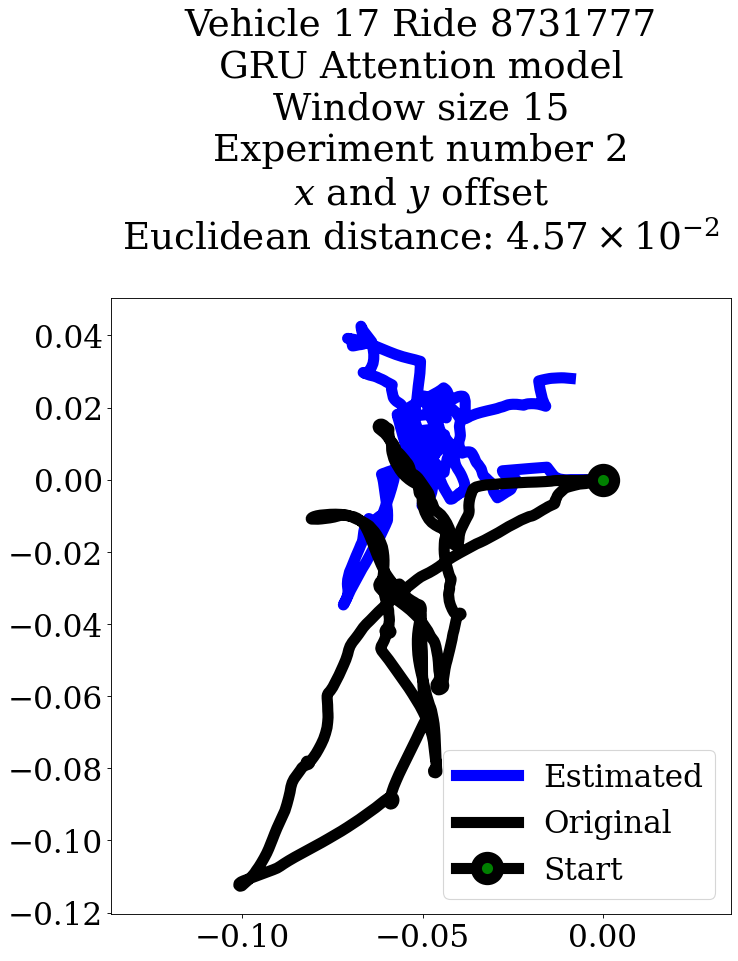 Vehicle 17 Ride 8731777
GRU Attention model
Window size 15
Experiment number 2
x and y offset
Euclidean distance: 4.57 × 10⁻²
0.04
0.02
0.00
−0.02
−0.04
−0.06
−0.08
−0.10
−0.12
Estimated
Original
Start
−0.10
−0.05
0.00